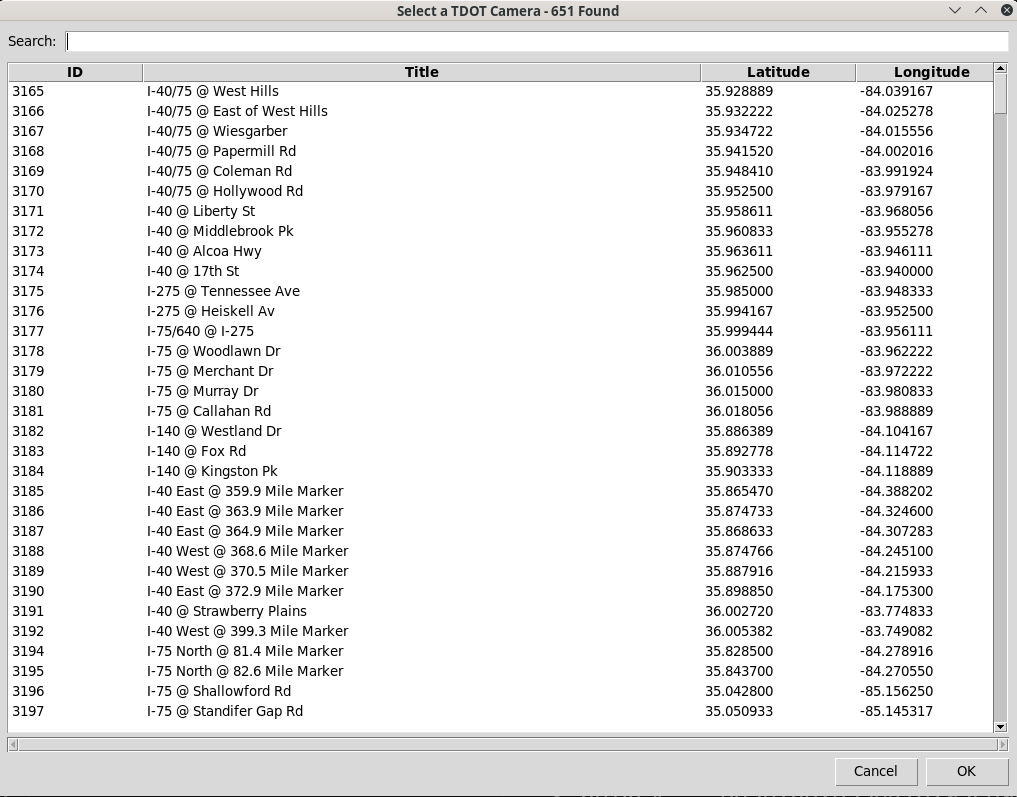 Select a TDOT Camera - 651 Found
Search:
ID Title Latitude Longitude
3165 I-40/75 @ West Hills 35.928889 -84.039167
3166 I-40/75 @ East of West Hills 35.932222 -84.025278
3167 I-40/75 @ Wiesgarber 35.934722 -84.015556
3168 I-40/75 @ Papermill Rd 35.941520 -84.002016
3169 I-40/75 @ Coleman Rd 35.948410 -83.991924
3170 I-40/75 @ Hollywood Rd 35.952500 -83.979167
3171 I-40 @ Liberty St 35.958611 -83.968056
3172 I-40 @ Middlebrook Pk 35.960833 -83.955278
3173 I-40 @ Alcoa Hwy 35.963611 -83.946111
3174 I-40 @ 17th St 35.962500 -83.940000
3175 I-275 @ Tennessee Ave 35.985000 -83.948333
3176 I-275 @ Heiskell Av 35.994167 -83.952500
3177 I-75/640 @ I-275 35.999444 -83.956111
3178 I-75 @ Woodlawn Dr 36.003889 -83.962222
3179 I-75 @ Merchant Dr 36.010556 -83.972222
3180 I-75 @ Murray Dr 36.015000 -83.980833
3181 I-75 @ Callahan Rd 36.018056 -83.988889
3182 I-140 @ Westland Dr 35.886389 -84.104167
3183 I-140 @ Fox Rd 35.892778 -84.114722
3184 I-140 @ Kingston Pk 35.903333 -84.118889
3185 I-40 East @ 359.9 Mile Marker 35.865470 -84.388202
3186 I-40 East @ 363.9 Mile Marker 35.874733 -84.324600
3187 I-40 East @ 364.9 Mile Marker 35.868633 -84.307283
3188 I-40 West @ 368.6 Mile Marker 35.874766 -84.245100
3189 I-40 West @ 370.5 Mile Marker 35.887916 -84.215933
3190 I-40 East @ 372.9 Mile Marker 35.898850 -84.175300
3191 I-40 @ Strawberry Plains 36.002720 -83.774833
3192 I-40 West @ 399.3 Mile Marker 36.005382 -83.749082
3194 I-75 North @ 81.4 Mile Marker 35.828500 -84.278916
3195 I-75 North @ 82.6 Mile Marker 35.843700 -84.270550
3196 I-75 @ Shallowford Rd 35.042800 -85.156250
3197 I-75 @ Standifer Gap Rd 35.050933 -85.145317
Cancel OK